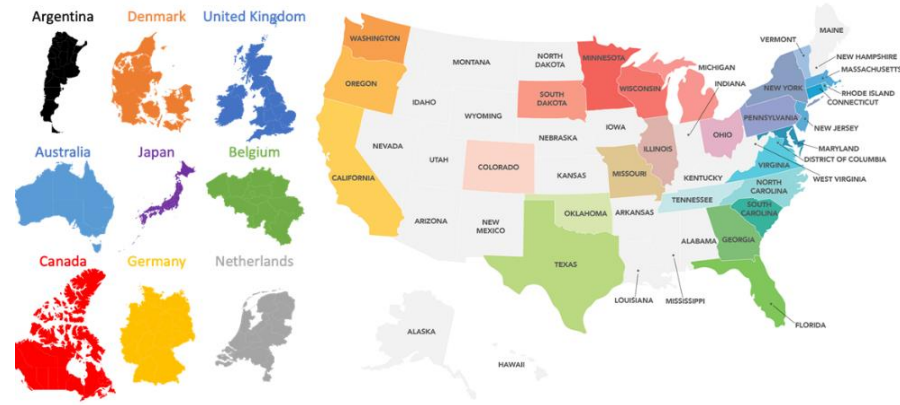 Argentina
Denmark
United Kingdom
Australia
Japan
Belgium
Canada
Germany
Netherlands
WASHINGTON
OREGON
CALIFORNIA
NEVADA
IDAHO
MONTANA
WYOMING
UTAH
ARIZONA
COLORADO
NEW
MEXICO
NORTH
DAKOTA
SOUTH
DAKOTA
NEBRASKA
KANSAS
OKLAHOMA
TEXAS
MINNESOTA
IOWA
MISSOURI
ARKANSAS
LOUISIANA
WISCONSIN
ILLINOIS
MICHIGAN
INDIANA
OHIO
KENTUCKY
TENNESSEE
MISSISSIPPI
ALABAMA
GEORGIA
FLORIDA
SOUTH
CAROLINA
NORTH
CAROLINA
VIRGINIA
WEST VIRGINIA
DISTRICT OF COLUMBIA
MARYLAND
NEW JERSEY
PENNSYLVANIA
NEW YORK
CONNECTICUT
RHODE ISLAND
MASSACHUSETTS
NEW HAMPSHIRE
VERMONT
MAINE
ALASKA
HAWAII